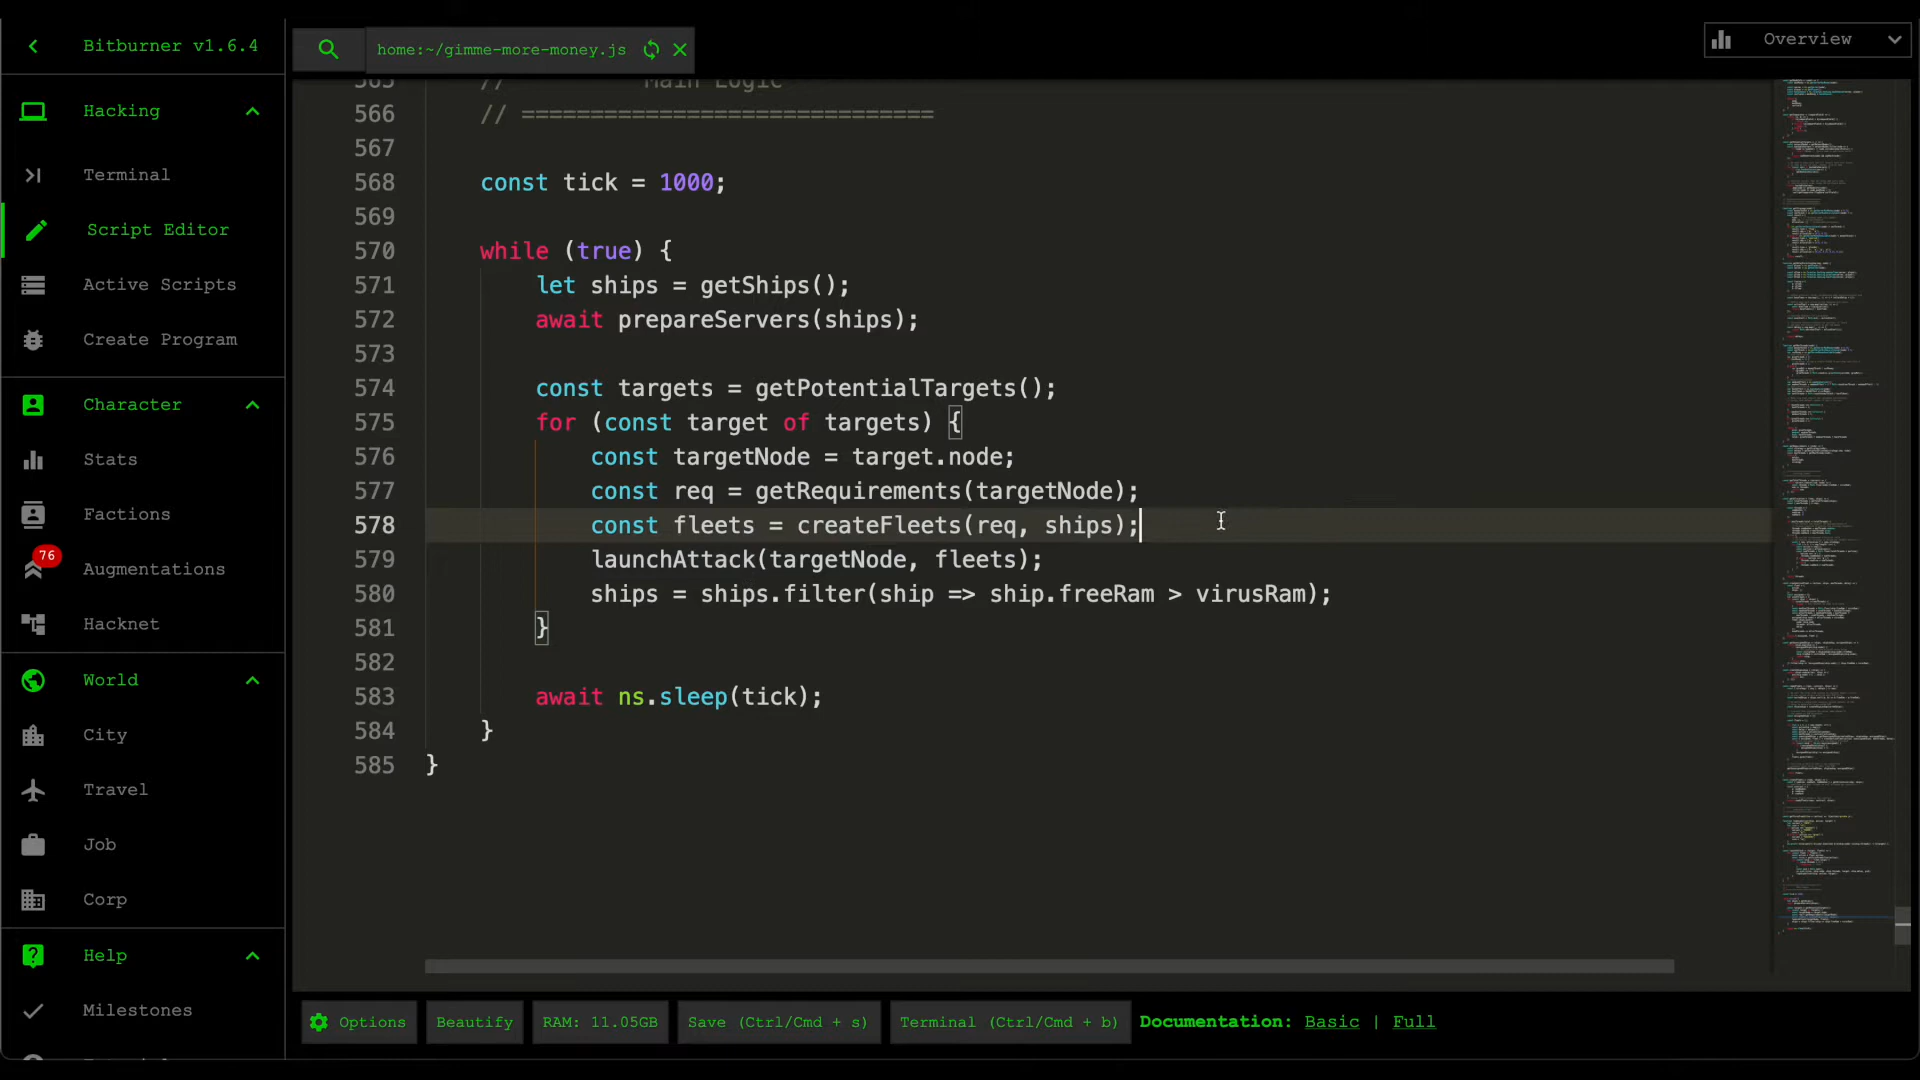 Bitburner v1.6.4
home:~/gimme-more-money.js
Overview
Hacking
Terminal
Script Editor
Active Scripts
Create Program
Character
Stats
Factions
76
Augmentations
Hacknet
World
City
Travel
Job
Corp
Help
Milestones
565 // Main Logic
566 // ==============================
567
568 const tick = 1000;
569
570 while (true) {
571 let ships = getShips();
572 await prepareServers(ships);
573
574 const targets = getPotentialTargets();
575 for (const target of targets) {
576 const targetNode = target.node;
577 const req = getRequirements(targetNode);
578 const fleets = createFleets(req, ships);
579 launchAttack(targetNode, fleets);
580 ships = ships.filter(ship => ship.freeRam > virusRam);
581 }
582
583 await ns.sleep(tick);
584 }
585 }
Options Beautify RAM: 11.05GB Save (Ctrl/Cmd + s) Terminal (Ctrl/Cmd + b) Documentation: Basic | Full